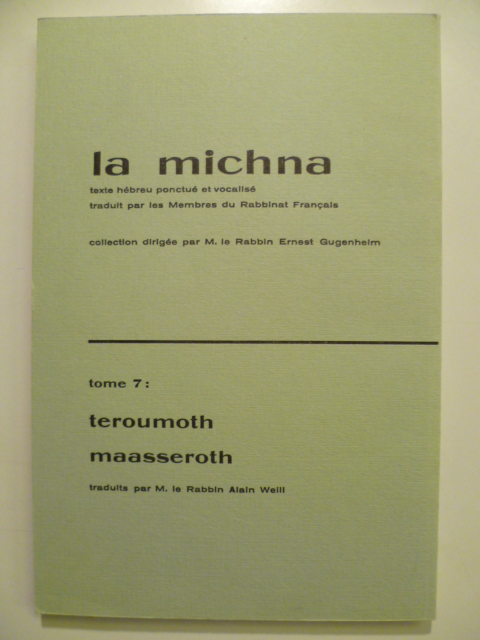 la michna
texte hébreu ponctué et vocalisé
traduit par les Membres du Rabbinat Français
collection dirigée par M. le Rabbin Ernest Gugenheim
tome 7:
teroumoth
maasseroth
traduits par M. le Rabbin Alain Weill